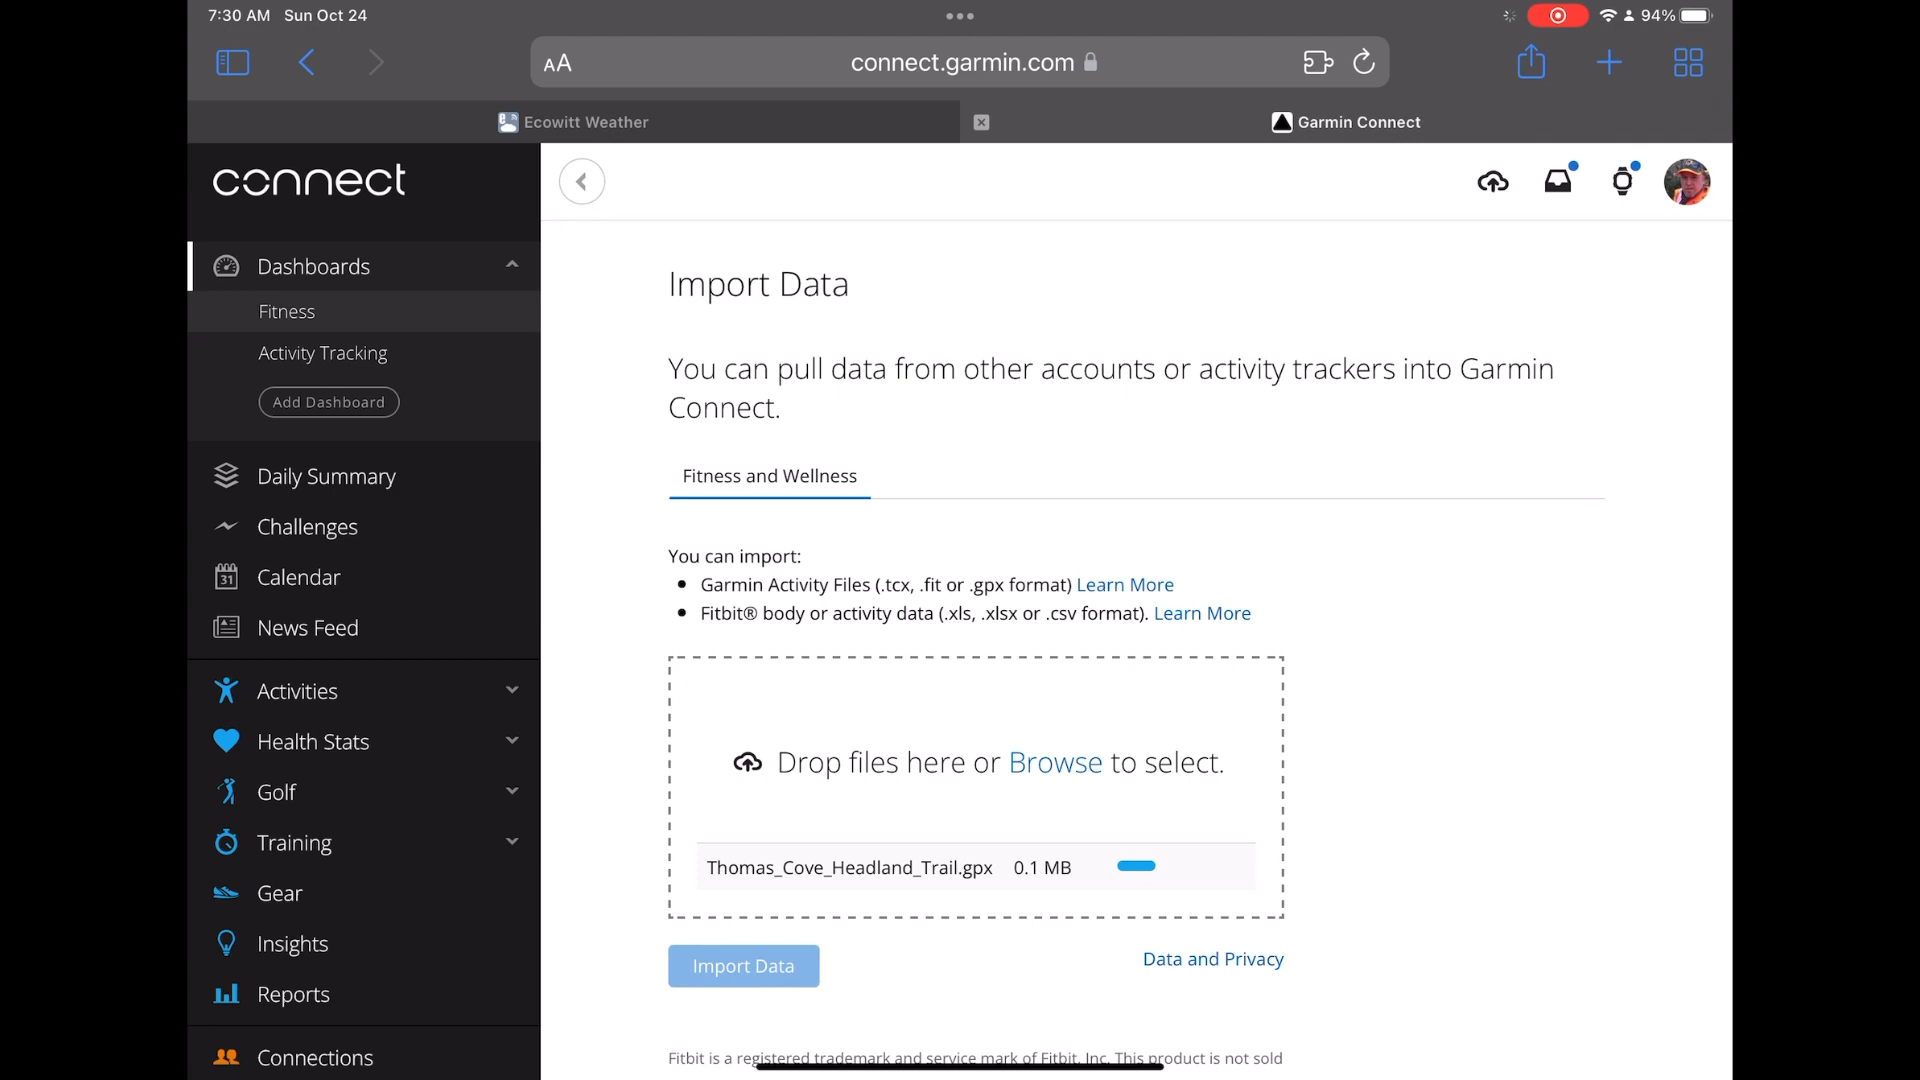 7:30 AM Sun Oct 24
94%
AA
connect.garmin.com
Ecowitt Weather
Garmin Connect
connect
Dashboards
Fitness
Activity Tracking
Add Dashboard
Daily Summary
Challenges
31
Calendar
News Feed
Activities
Health Stats
Golf
Training
Gear
Insights
Reports
Connections
Import Data
You can pull data from other accounts or activity trackers into Garmin
Connect.
Fitness and Wellness
You can import:
Garmin Activity Files (.tcx, .fit or .gpx format) Learn More
Fitbit® body or activity data (.xls, .xlsx or .csv format). Learn More
Drop files here or Browse to select.
Thomas_Cove_Headland_Trail.gpx 0.1 MB
Import Data
Data and Privacy
Fitbit is a registered trademark and service mark of Fitbit, Inc. This product is not sold